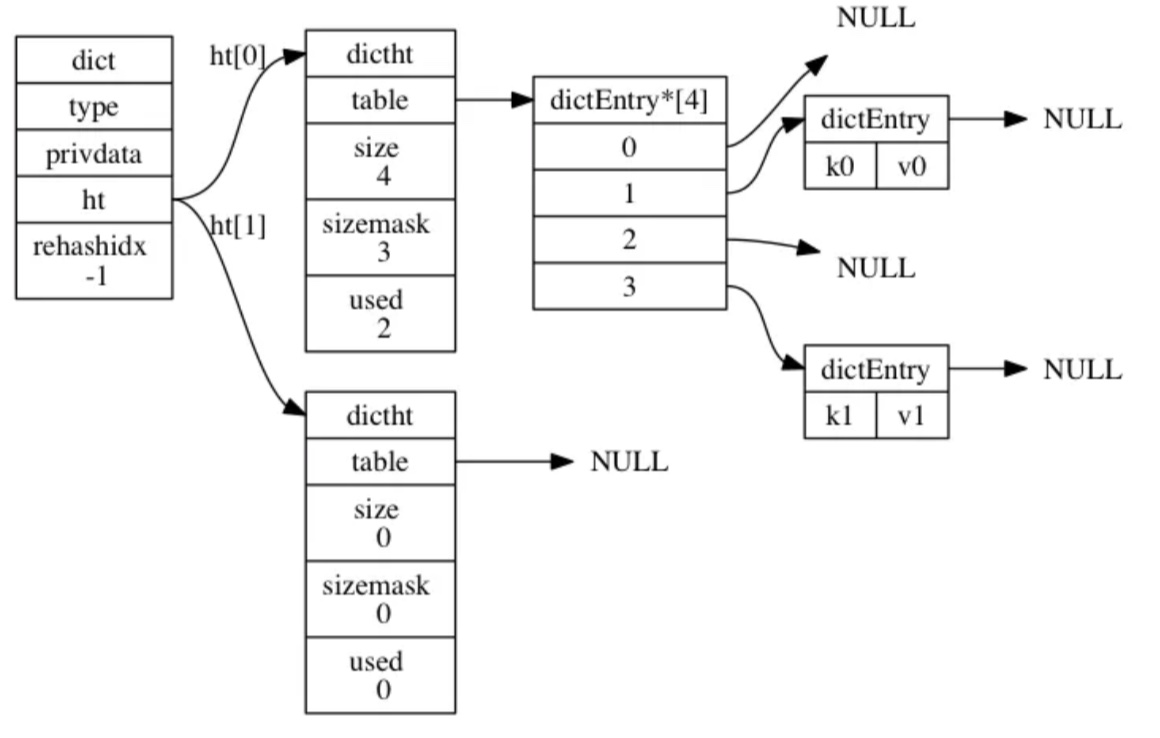 dict
type
privdata
ht
rehashidx
-1
ht[0]
ht[1]
dictht
table
size
4
sizemask
3
used
2
dictht
table
size
0
sizemask
0
used
0
NULL
dictEntry*[4]
0
1
2
3
NULL
dictEntry
k0 v0
NULL
NULL
dictEntry
k1 v1
NULL